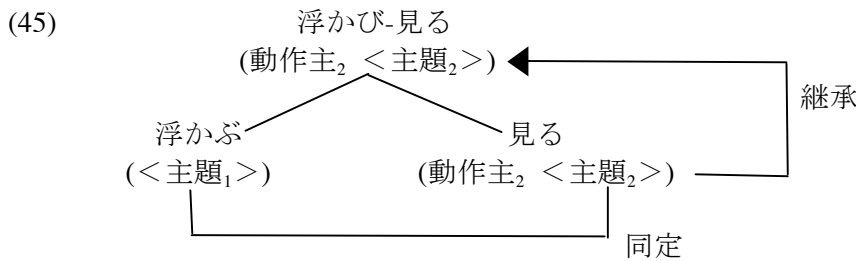 (45)
浮かび-見る
(動作主₂ <主題₂>)
継承
浮かぶ 見る
(<主題₁>) (動作主₂ <主題₂>)
同定